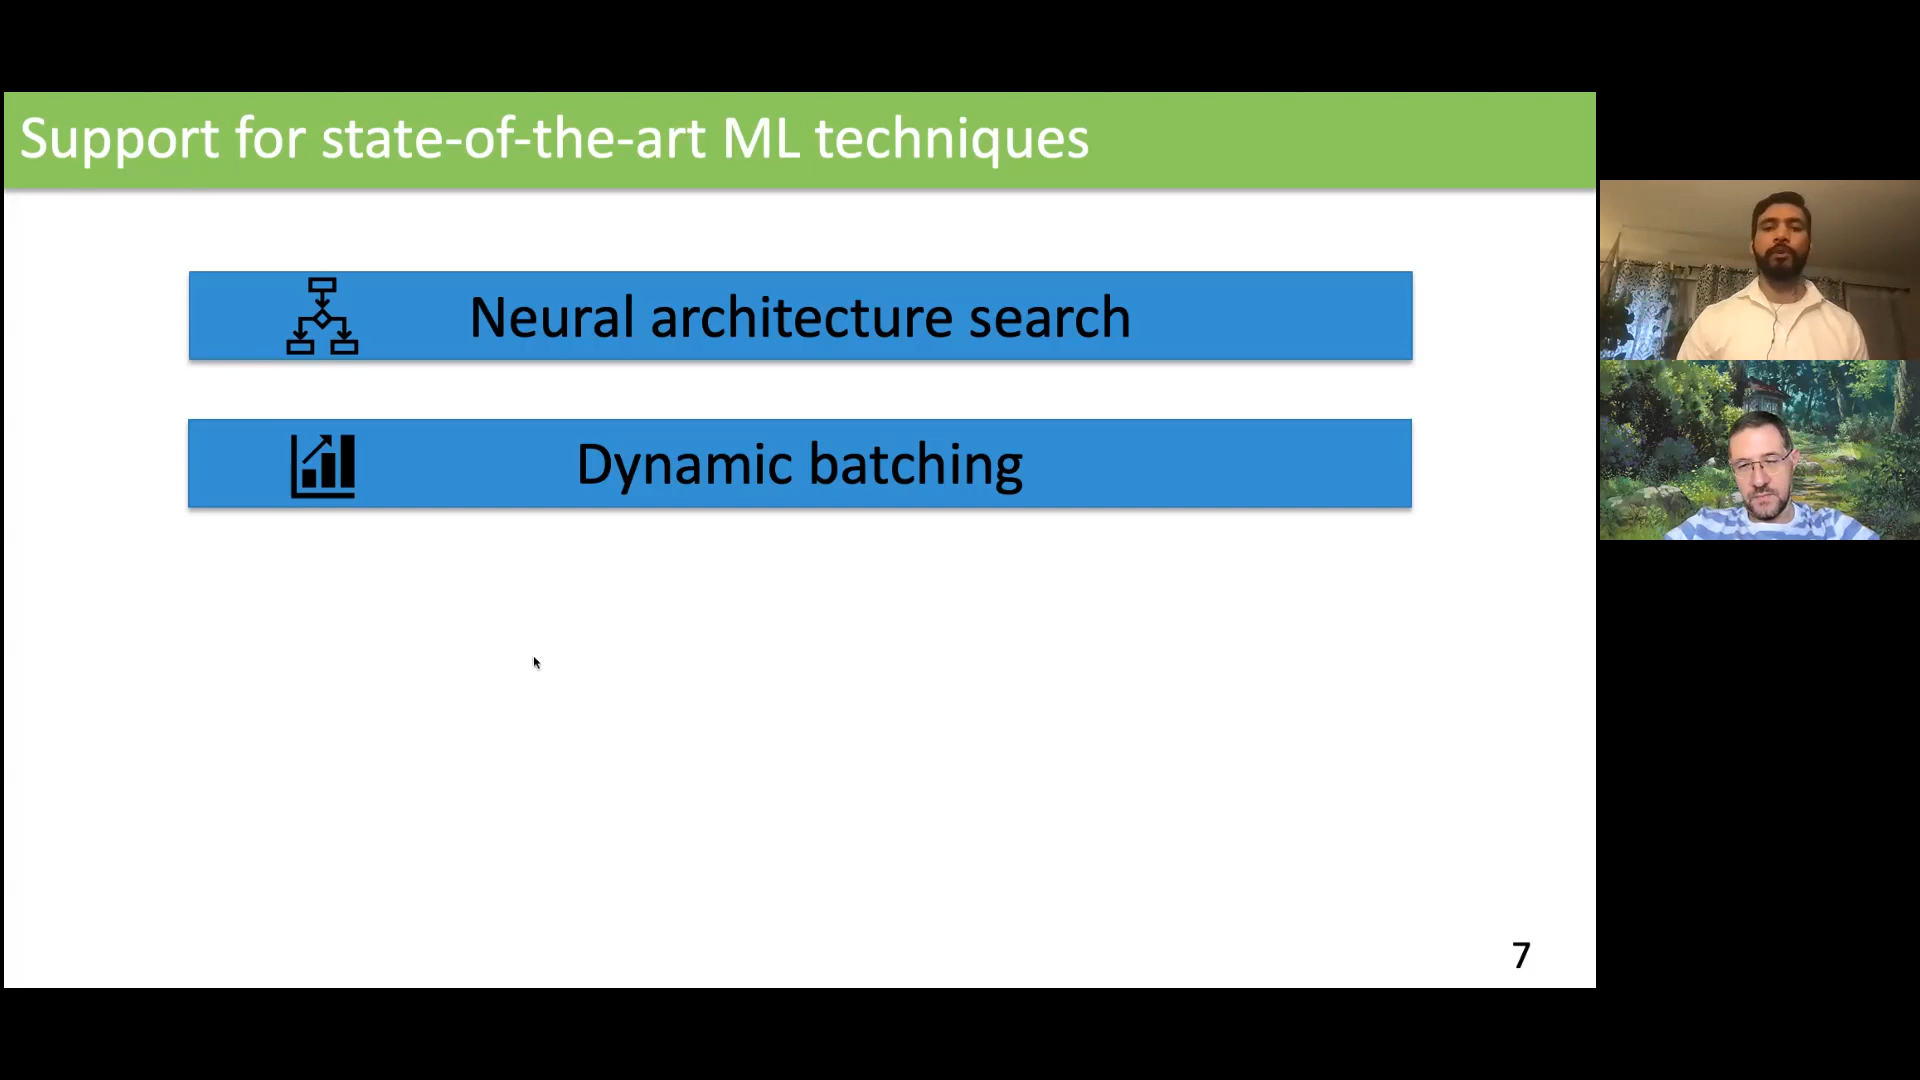 Support for state-of-the-art ML techniques
Neural architecture search
Dynamic batching
7